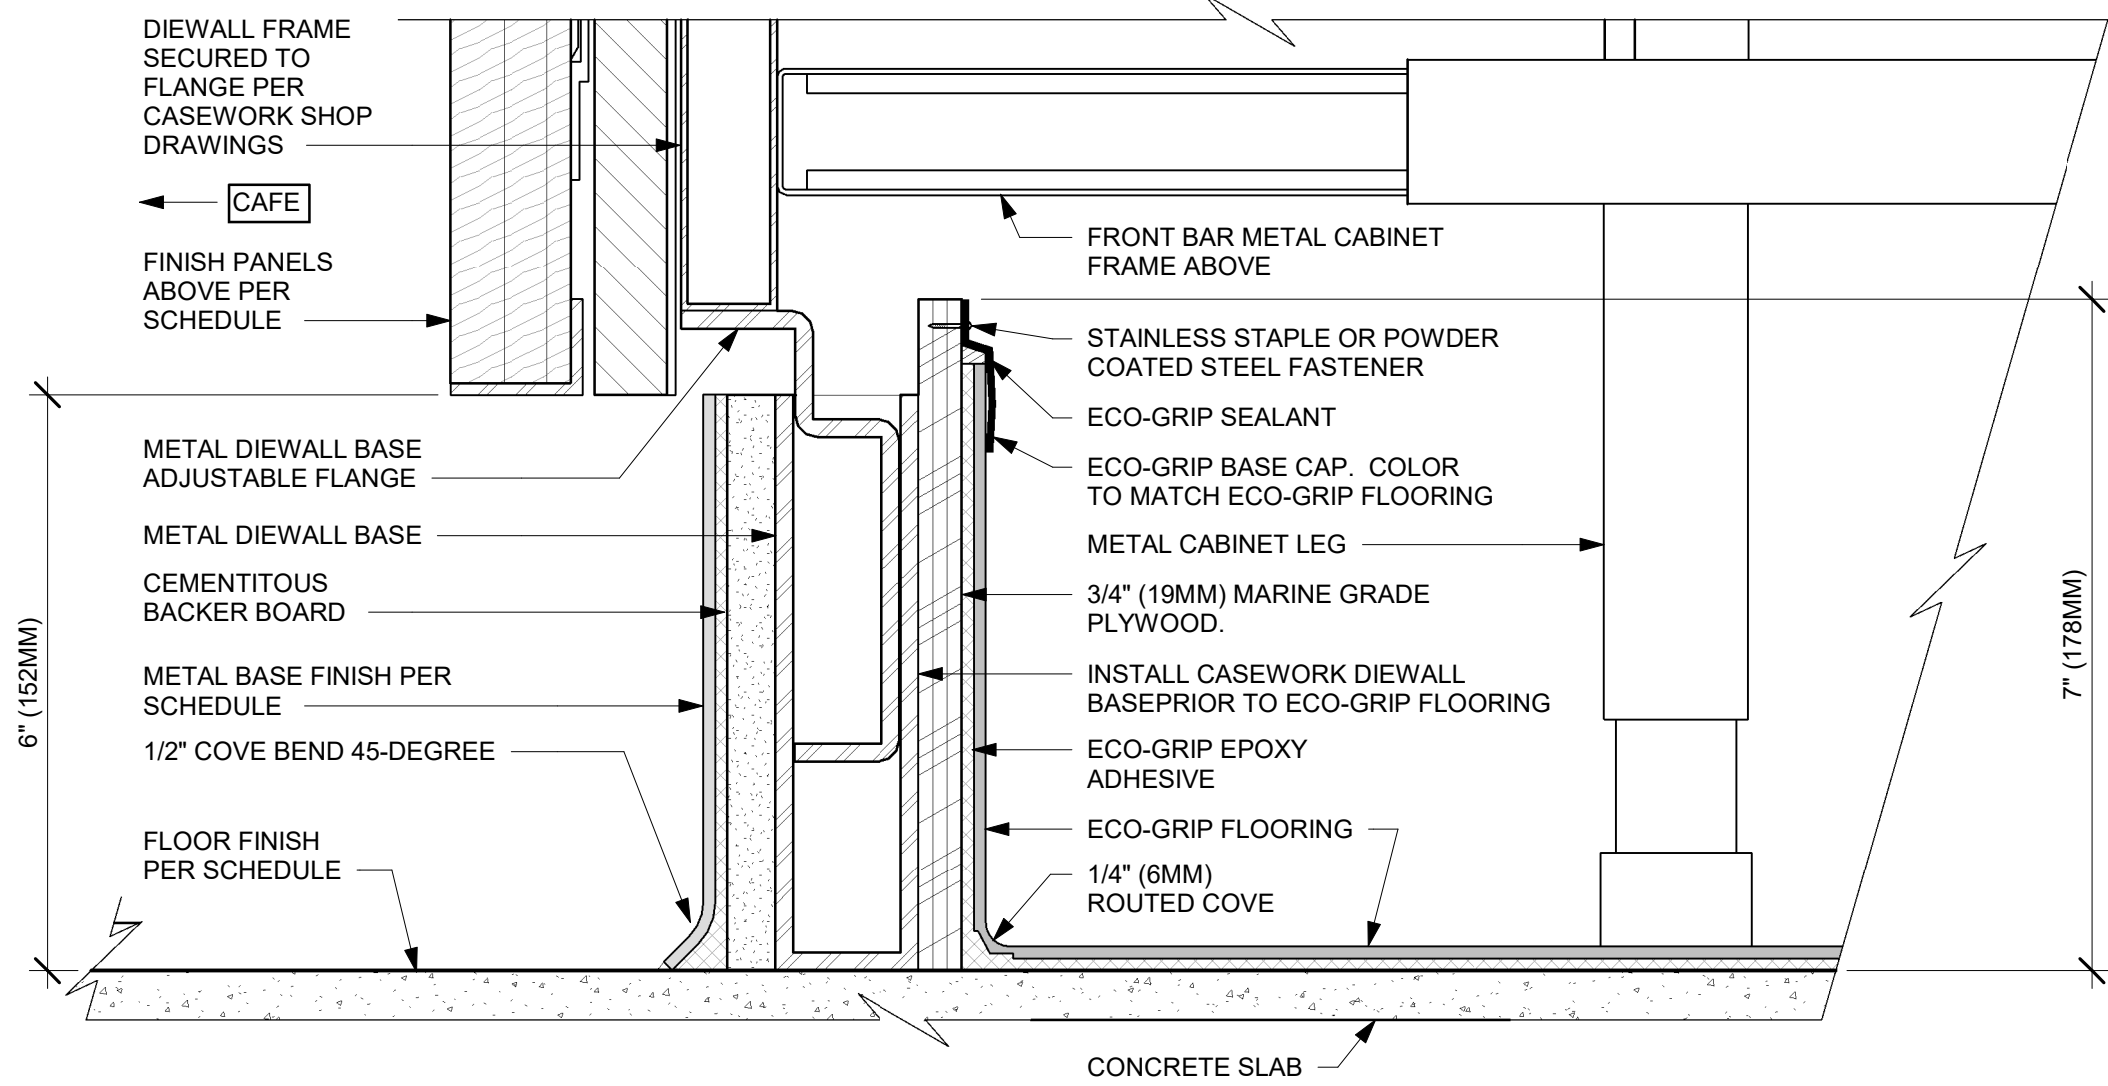 DIEWALL FRAME
SECURED TO
FLANGE PER
CASEWORK SHOP
DRAWINGS
CAFE
FINISH PANELS
ABOVE PER
SCHEDULE
METAL DIEWALL BASE
ADJUSTABLE FLANGE
METAL DIEWALL BASE
CEMENTITOUS
BACKER BOARD
METAL BASE FINISH PER
SCHEDULE
1/2" COVE BEND 45-DEGREE
FLOOR FINISH
PER SCHEDULE
6" (152MM)
FRONT BAR METAL CABINET
FRAME ABOVE
STAINLESS STAPLE OR POWDER
COATED STEEL FASTENER
ECO-GRIP SEALANT
ECO-GRIP BASE CAP. COLOR
TO MATCH ECO-GRIP FLOORING
METAL CABINET LEG
3/4" (19MM) MARINE GRADE
PLYWOOD.
INSTALL CASEWORK DIEWALL
BASEPRIOR TO ECO-GRIP FLOORING
ECO-GRIP EPOXY
ADHESIVE
ECO-GRIP FLOORING
1/4" (6MM)
ROUTED COVE
CONCRETE SLAB
7" (178MM)